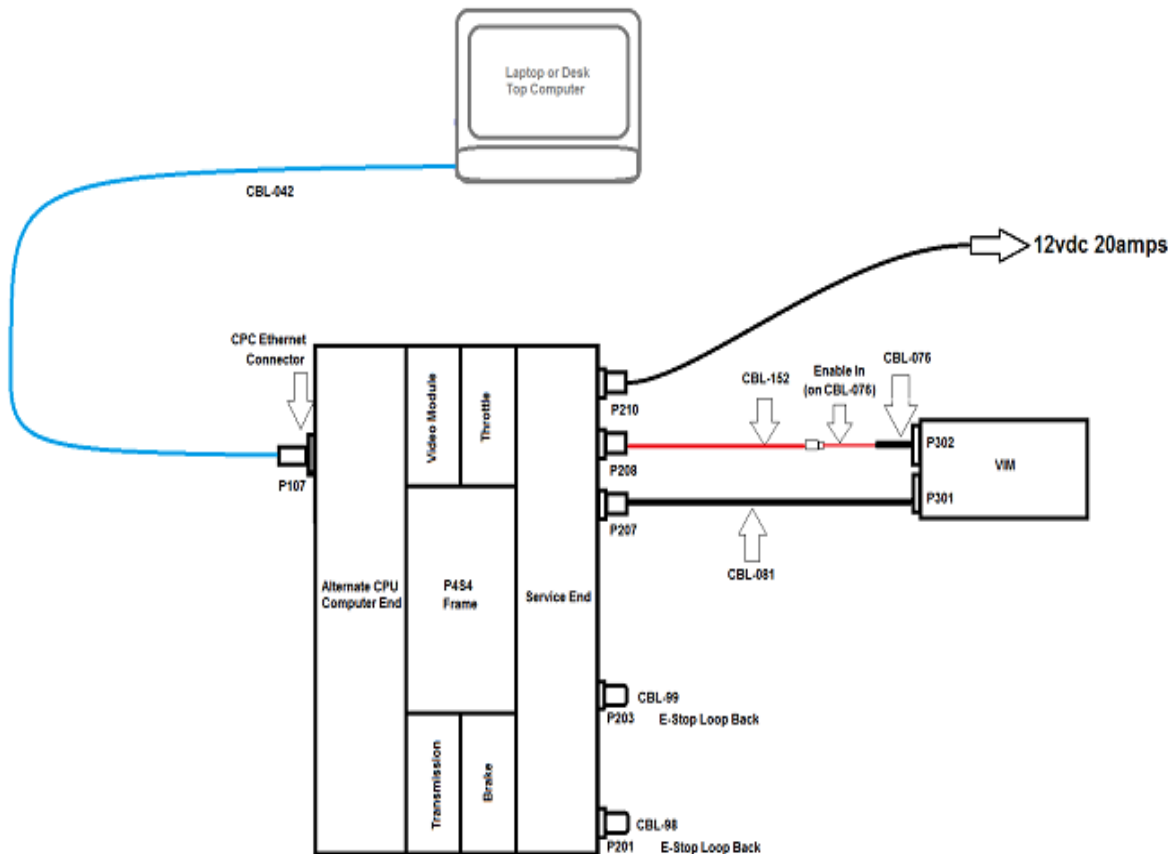 Laptop or Desk
Top Computer
CBL-042
12vdc 20amps
CPC Ethernet
Connector
P107
Video Module
Throttle
P210
CBL-152
Enable In
(on CBL-076)
CBL-076
P208
P302
VIM
P207
P301
CBL-081
Alternate CPU
Computer End
P4S4
Frame
Service End
CBL-99
P203 E-Stop Loop Back
Transmission
Brake
CBL-98
P201 E-Stop Loop Back